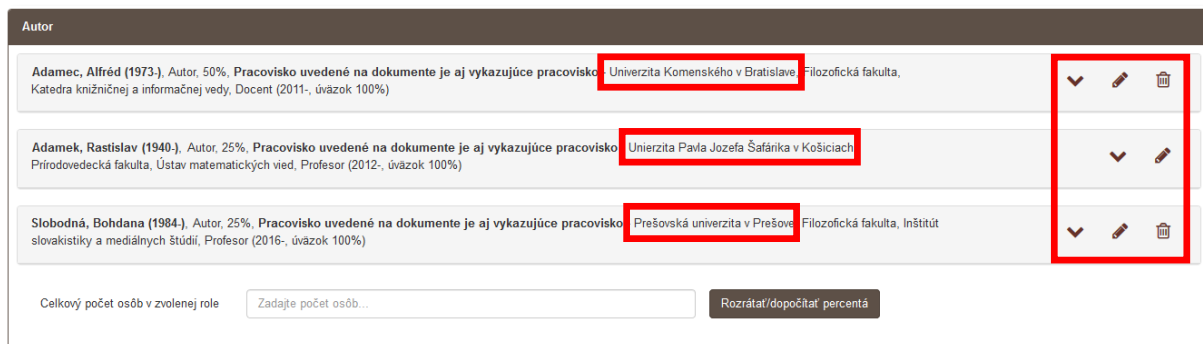 Autor
Adamec, Alfréd (1973-), Autor, 50%, Pracovisko uvedené na dokumente je aj vykazujúce pracovisko - Univerzita Komenského v Bratislave, Filozofická fakulta,
Katedra knižničnej a informačnej vedy, Docent (2011-, úväzok 100%)
Adamek, Rastislav (1940-), Autor, 25%, Pracovisko uvedené na dokumente je aj vykazujúce pracovisko Unierzita Pavla Jozefa Šafárika v Košiciach
Prírodovedecká fakulta, Ústav matematických vied, Profesor (2012-, úväzok 100%)
Slobodná, Bohdana (1984-), Autor, 25%, Pracovisko uvedené na dokumente je aj vykazujúce pracovisko Prešovská univerzita v Prešove, Filozofická fakulta, Inštitút
slovakistiky a mediálnych štúdií, Profesor (2016-, úväzok 100%)
Celkový počet osôb v zvolenej role Zadajte počet osôb... Rozrátať/dopočítať percentá